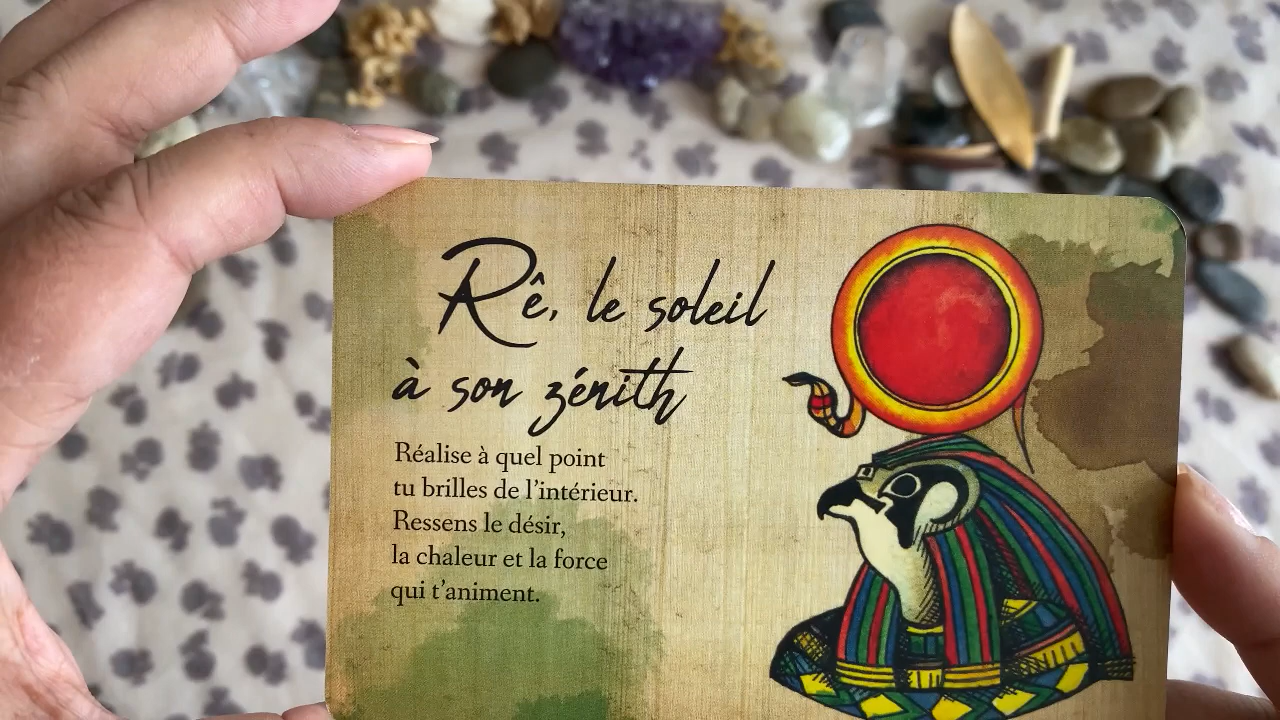 Rê, le soleil
à son zénith
Réalise à quel point
tu brilles de l'intérieur.
Ressens le désir,
la chaleur et la force
qui t'animent.